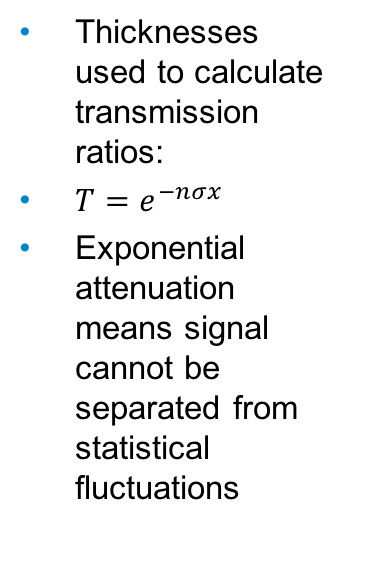 • Thicknesses
used to calculate
transmission
ratios:
• T = e^{−nσx}
• Exponential
attenuation
means signal
cannot be
separated from
statistical
fluctuations